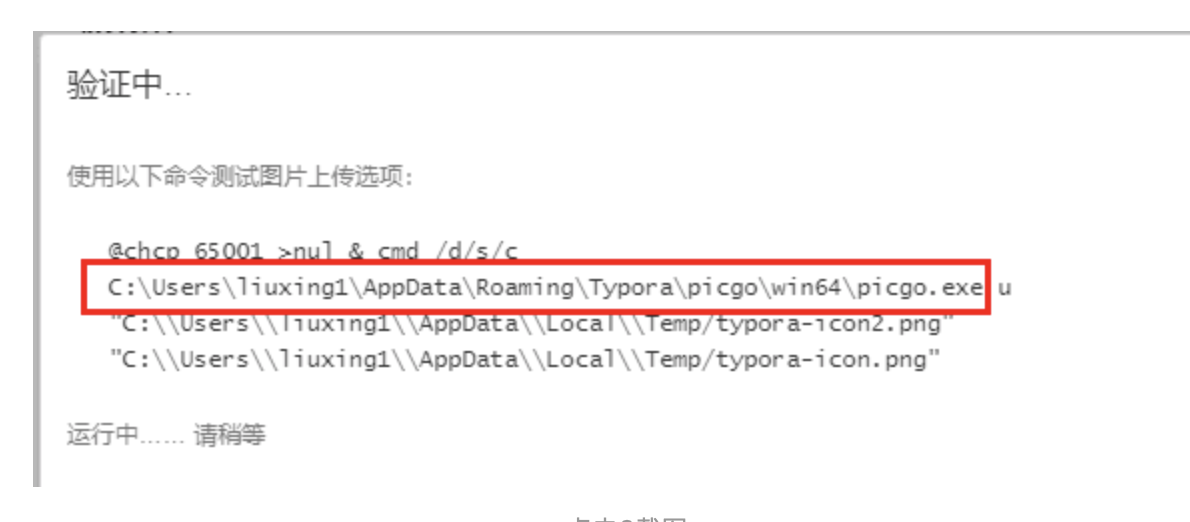 验证中...
使用以下命令测试图片上传选项:
@chcp 65001 >nul & cmd /d/s/c
C:\Users\liuxing1\AppData\Roaming\Typora\picgo\win64\picgo.exe u
"C:\\Users\\liuxing1\\AppData\\Local\\Temp/typora-icon2.png"
"C:\\Users\\liuxing1\\AppData\\Local\\Temp/typora-icon.png"
运行中…… 请稍等